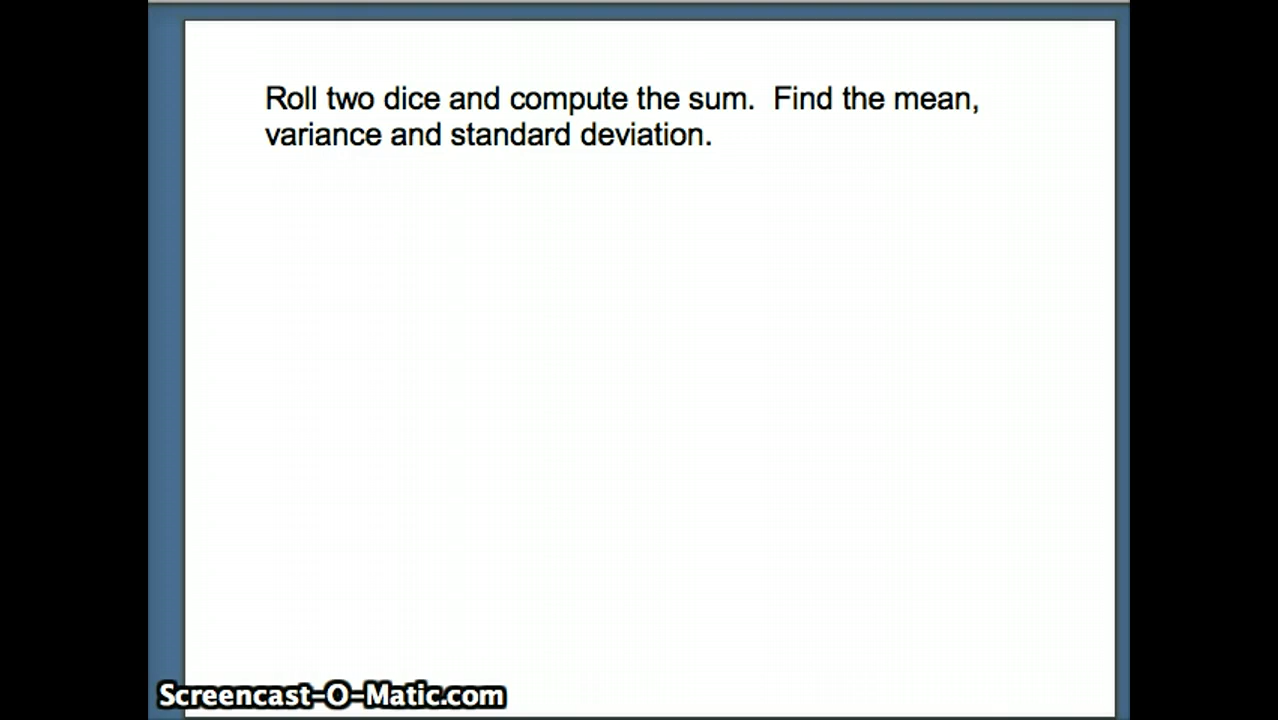 Roll two dice and compute the sum.  Find the mean,
variance and standard deviation.
Screencast-O-Matic.com